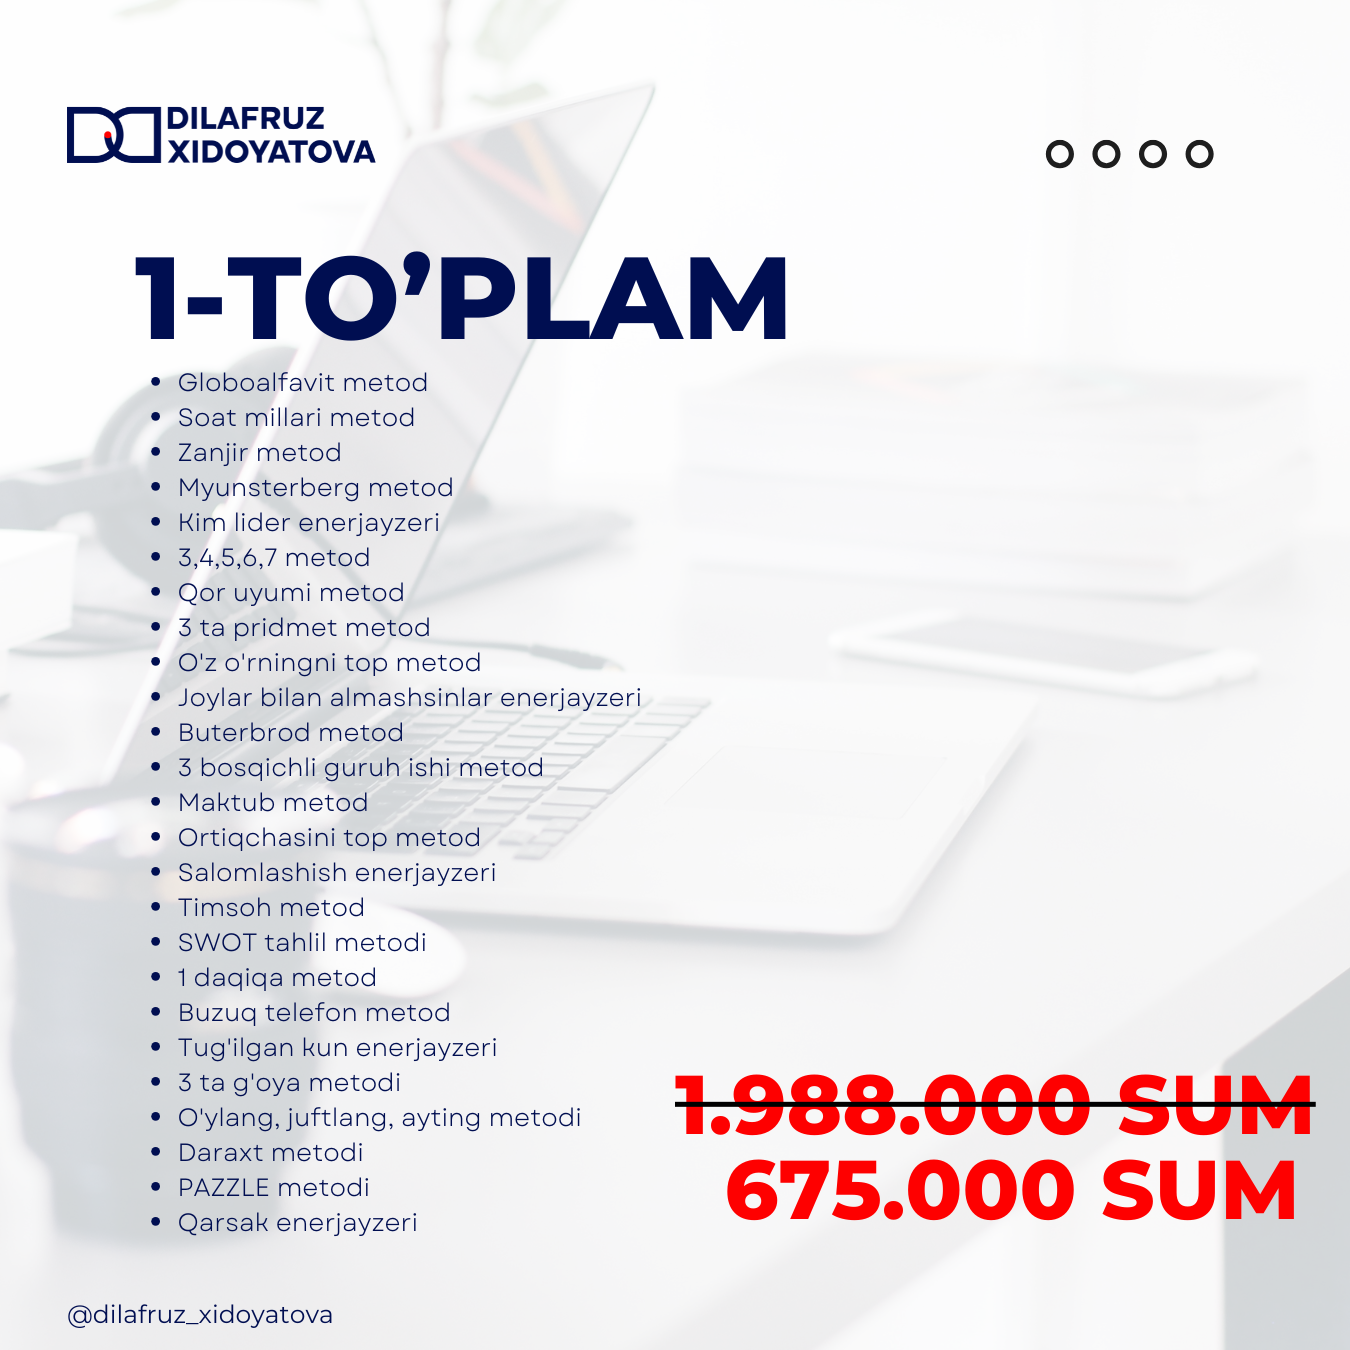 DILAFRUZ
XIDOYATOVA
1-TO’PLAM
• Globoalfavit metod
• Soat millari metod
• Zanjir metod
• Myunsterberg metod
• Kim lider enerjayzeri
• 3,4,5,6,7 metod
• Qor uyumi metod
• 3 ta pridmet metod
• O'z o'rningni top metod
• Joylar bilan almashsinlar enerjayzeri
• Buterbrod metod
• 3 bosqichli guruh ishi metod
• Maktub metod
• Ortiqchasini top metod
• Salomlashish enerjayzeri
• Timsoh metod
• SWOT tahlil metodi
• 1 daqiqa metod
• Buzuq telefon metod
• Tug'ilgan kun enerjayzeri
• 3 ta g'oya metodi
• O'ylang, juftlang, ayting metodi
• Daraxt metodi
• PAZZLE metodi
• Qarsak enerjayzeri
1.988.000 SUM
675.000 SUM
@dilafruz_xidoyatova